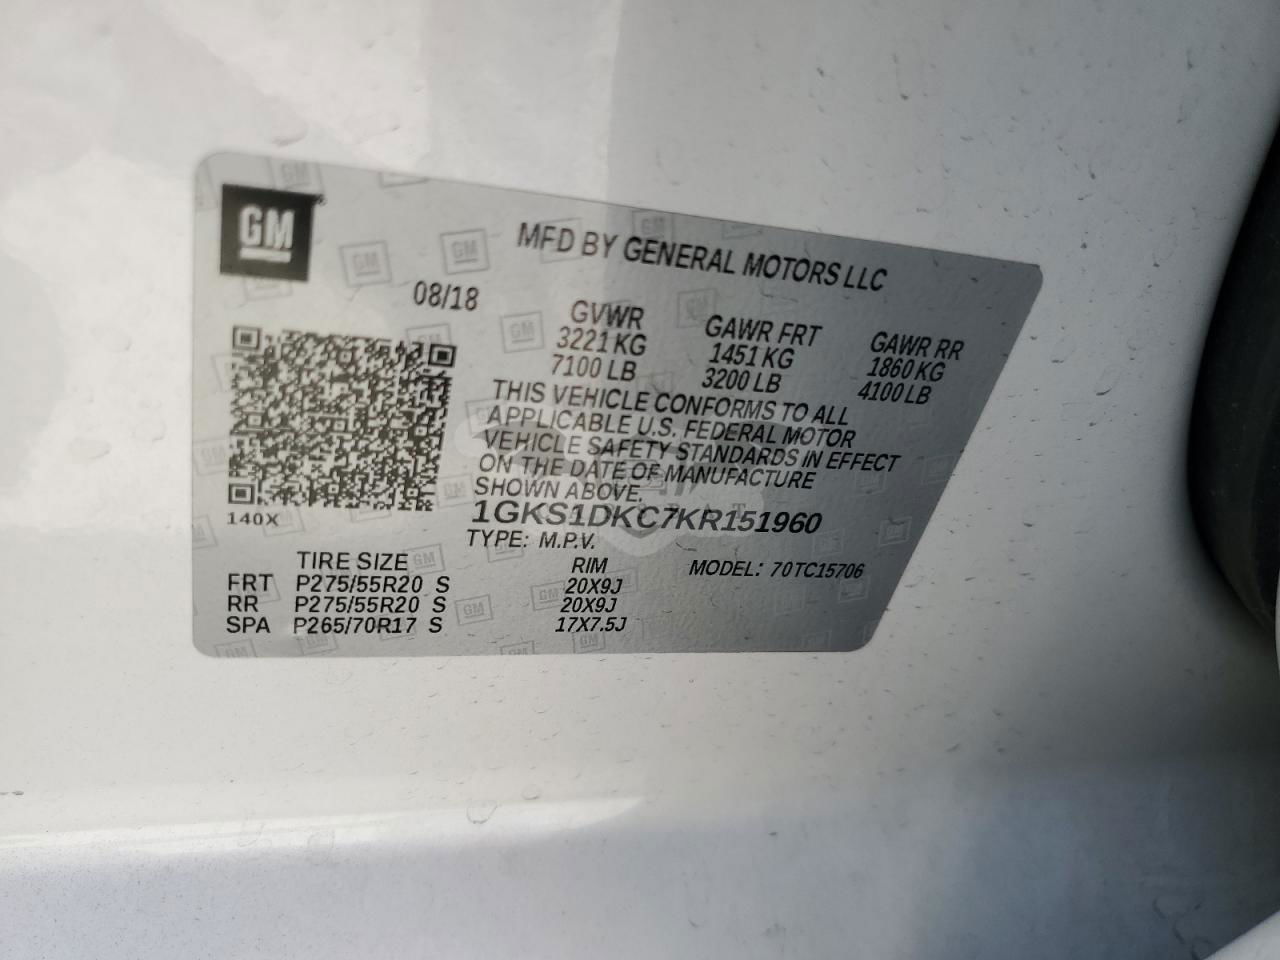 GM
MFD BY GENERAL MOTORS LLC
08/18
GVWR GAWR FRT GAWR RR
3221 KG 1451 KG 1860 KG
7100 LB 3200 LB 4100 LB
THIS VEHICLE CONFORMS TO ALL
APPLICABLE U.S. FEDERAL MOTOR
VEHICLE SAFETY STANDARDS IN EFFECT
ON THE DATE OF MANUFACTURE
SHOWN ABOVE.
140X
1GKS1DKC7KR151960
TYPE: M.P.V.
MODEL: 70TC15706
TIRE SIZE RIM
FRT P275/55R20 S 20X9J
RR P275/55R20 S 20X9J
SPA P265/70R17 S 17X7.5J